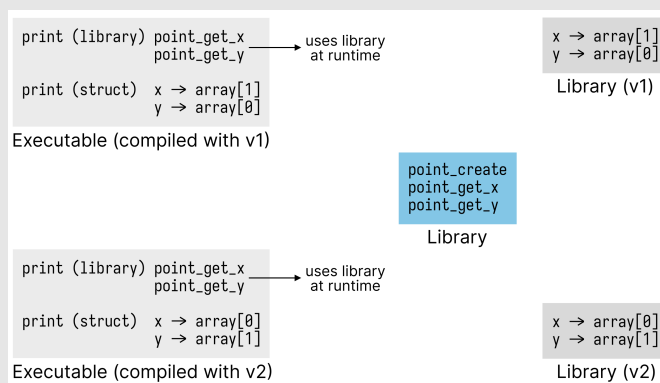 print (library) point_get_x
point_get_y
uses library
at runtime
print (struct) x → array[1]
y → array[0]
Executable (compiled with v1)
x → array[1]
y → array[0]
Library (v1)
point_create
point_get_x
point_get_y
Library
print (library) point_get_x
point_get_y
uses library
at runtime
print (struct) x → array[0]
y → array[1]
Executable (compiled with v2)
x → array[0]
y → array[1]
Library (v2)